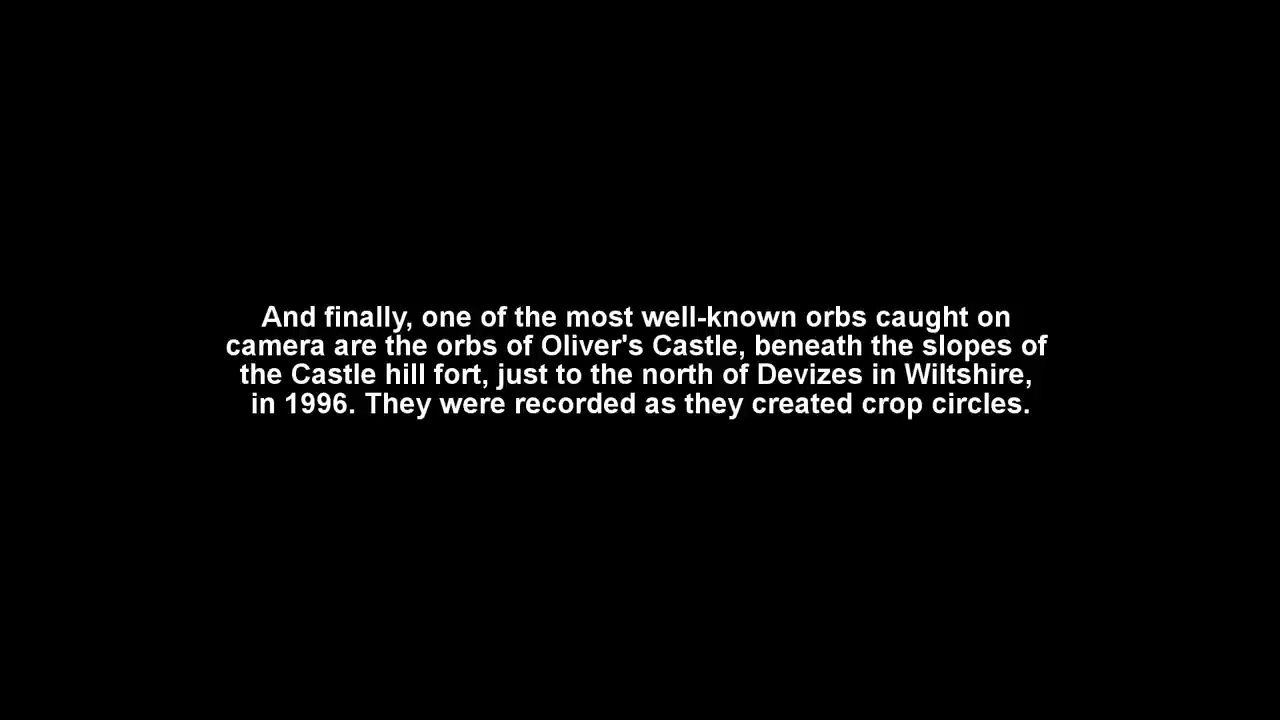 And finally, one of the most well-known orbs caught on
camera are the orbs of Oliver's Castle, beneath the slopes of
the Castle hill fort, just to the north of Devizes in Wiltshire,
in 1996. They were recorded as they created crop circles.